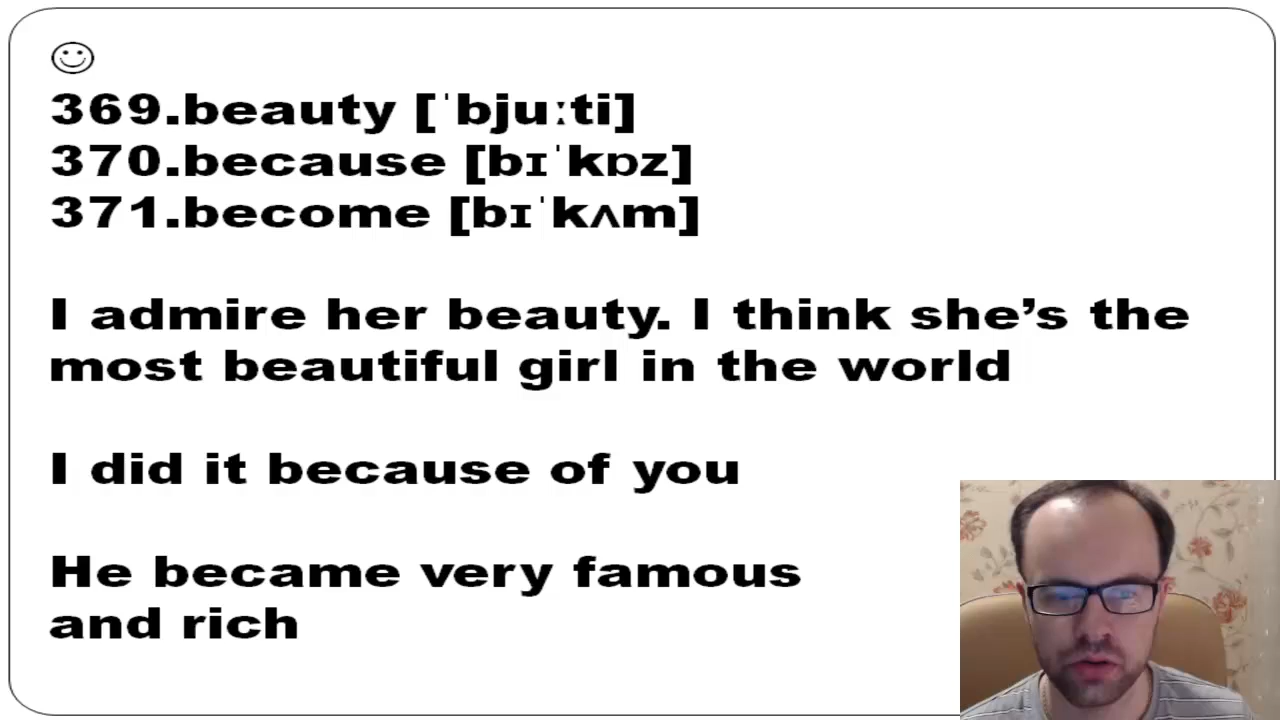 369.beauty [ˈbjuːti]
370.because [bɪˈkɒz]
371.become [bɪˈkʌm]
I admire her beauty. I think she’s the
most beautiful girl in the world
I did it because of you
He became very famous
and rich